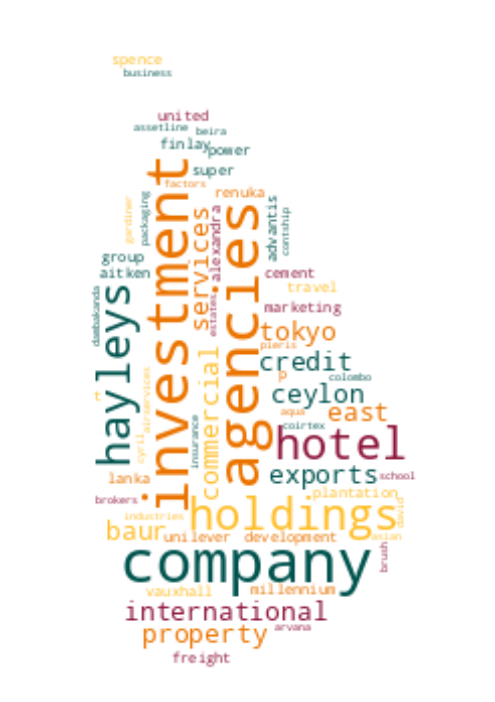 spence
business
united
assetline
beira
finlay
power
super
factors
renuka
investment
agencies
services
alexandra
advantis
contship
gardiner
packaging
group
aitken
cement
travel
marketing
hayleys
dambakanda
estates
tokyo
pieris
credit
colombo
p
ceylon
commercial
airservices
cyril
t
aqua
east
coirtex
insurance
hotel
exports
school
lanka
plantation
brokers
holdings
david
industries
baur
unilever
development
asian
company
brush
vauxhall
millennium
international
arvana
property
freight